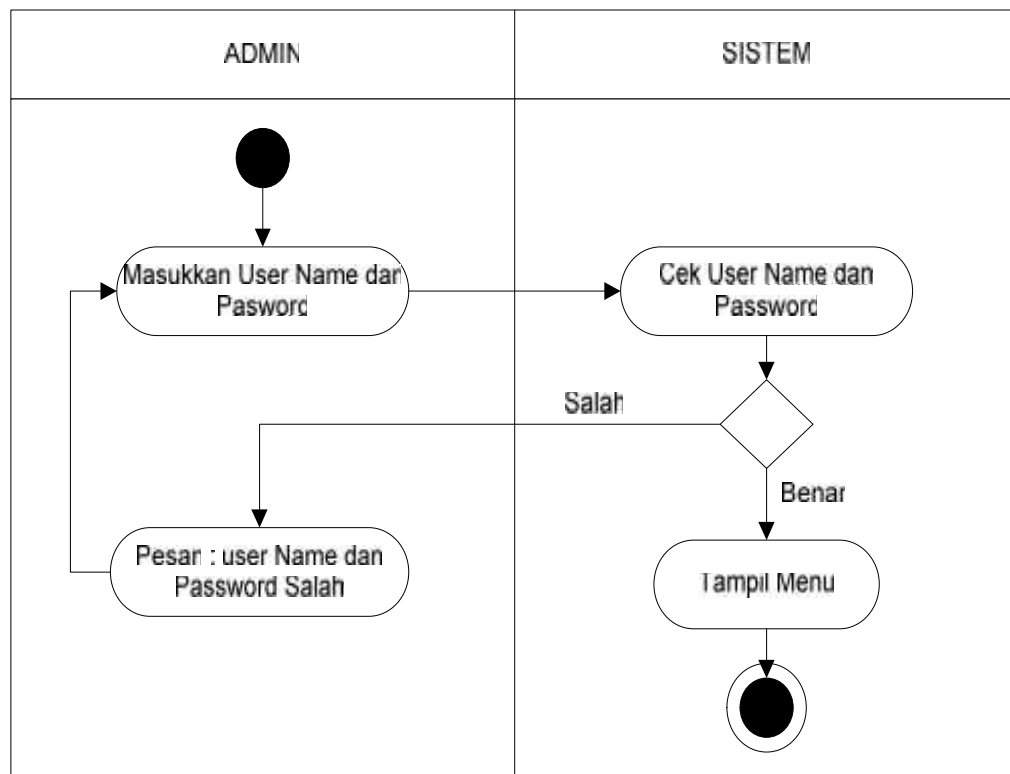 ADMIN
SISTEM
Masukkan User Name dan
Pasword
Cek User Name dan
Password
Salah
Benar
Pesan : user Name dan
Password Salah
Tampil Menu